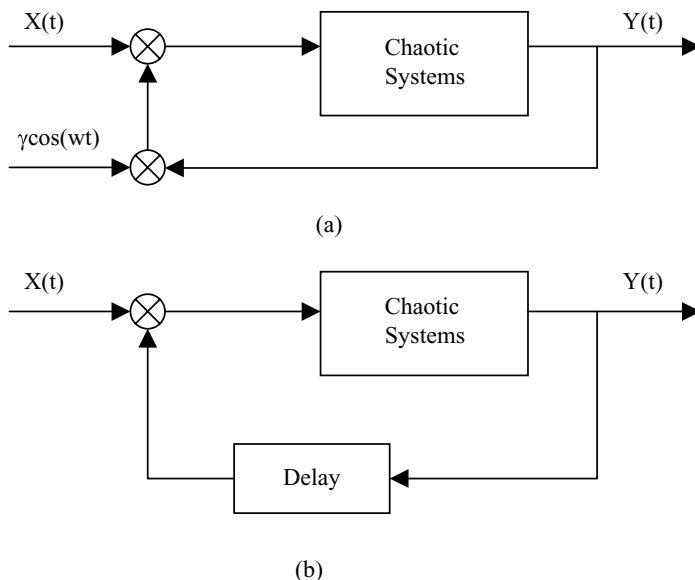 X(t)
Chaotic
Systems
Y(t)
γcos(wt)
(a)
X(t)
Chaotic
Systems
Y(t)
Delay
(b)